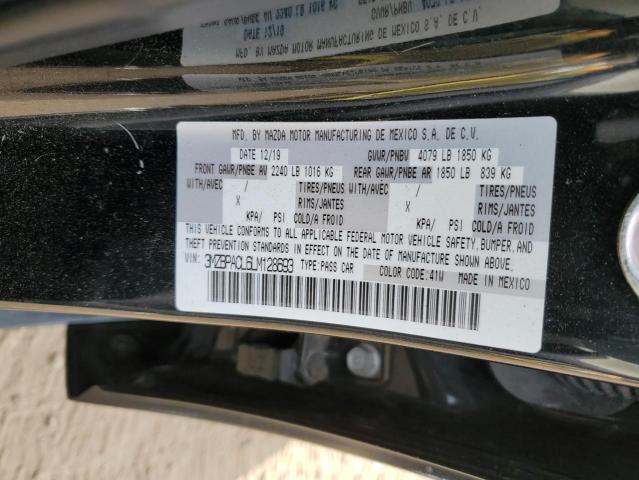 MFD. BY MAZDA MOTOR MANUFACTURING DE MEXICO S.A. DE C.V.
DATE 12/19 GVWR/PNBV 4079 LB 1850 KG
FRONT GAWR/PNBE AV 2240 LB 1016 KG REAR GAWR/PNBE AR 1850 LB 839 KG
WITH/AVEC / TIRES/PNEUS WITH/AVEC / TIRES/PNEUS
X RIMS/JANTES X RIMS/JANTES
KPA/ PSI COLD/A FROID KPA/ PSI COLD/A FROID
THIS VEHICLE CONFORMS TO ALL APPLICABLE FEDERAL MOTOR VEHICLE SAFETY, BUMPER, AND
THEFT PREVENTION STANDARDS IN EFFECT ON THE DATE OF MANUFACTURE SHOWN ABOVE.
VIN: 3MZBPACL6LM128693 TYPE:PASS CAR COLOR CODE:41W MADE IN MEXICO